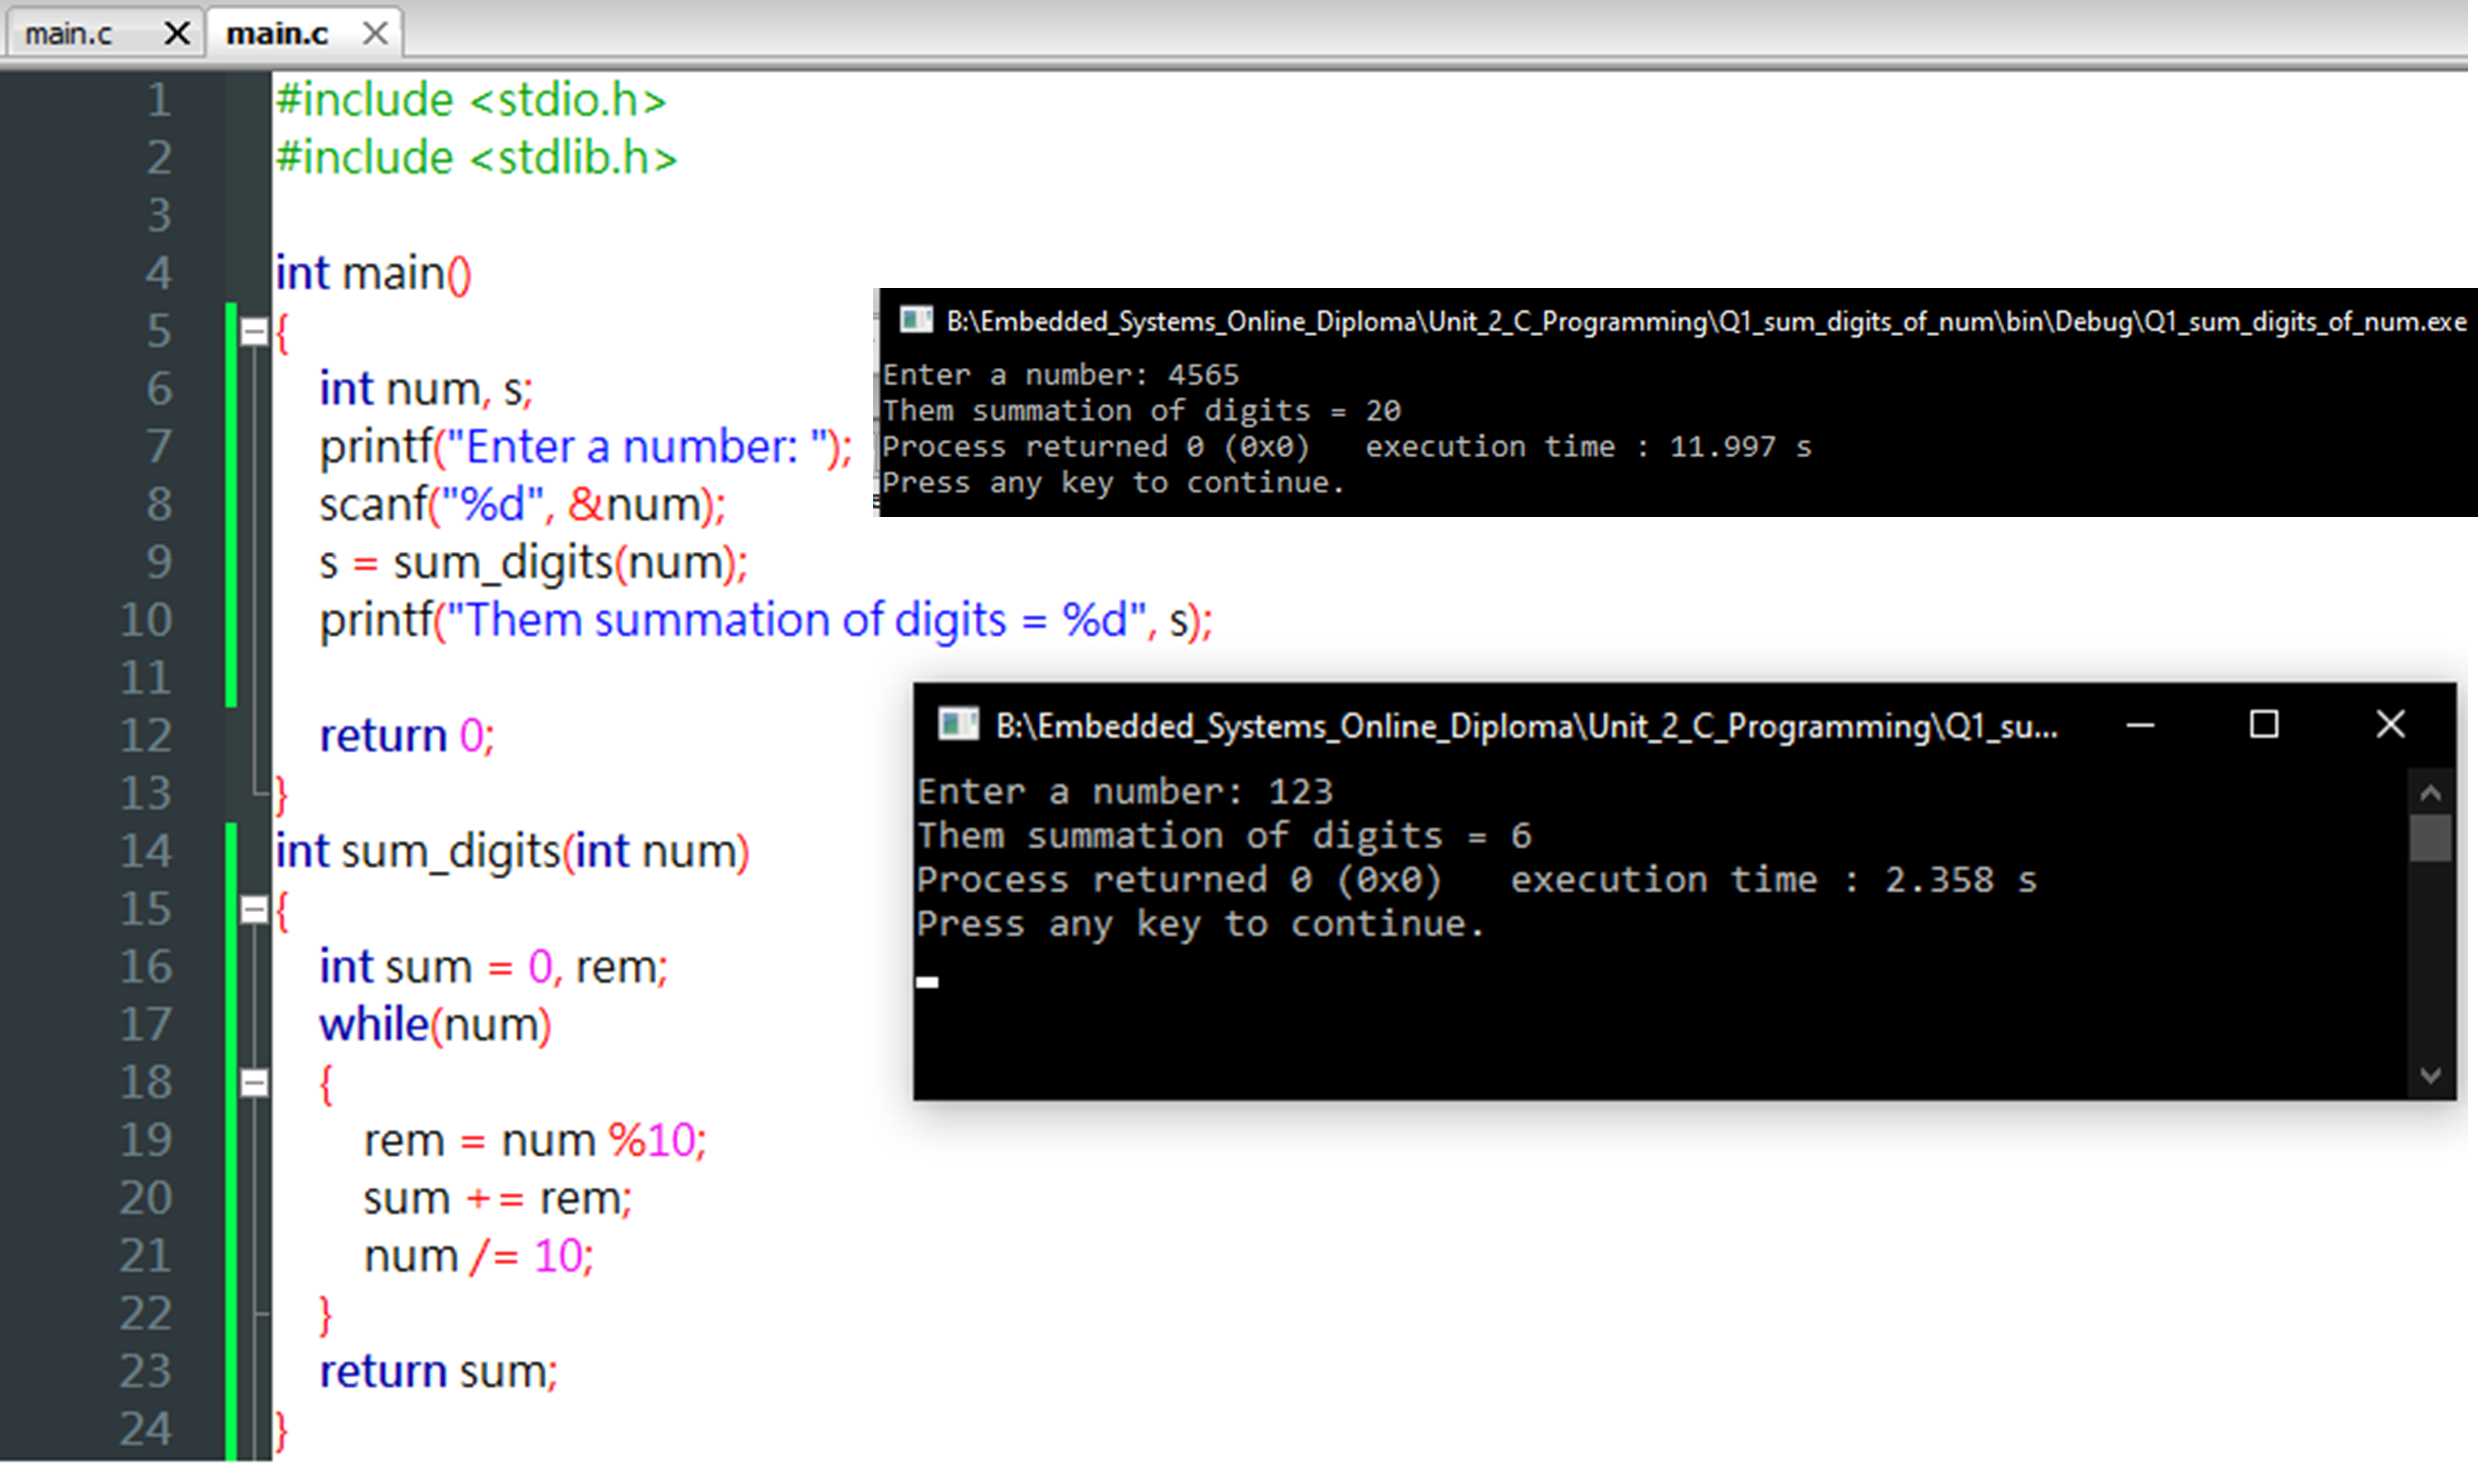 main.c main.c
1 #include <stdio.h>
2 #include <stdlib.h>
3
4 int main()
5 {
6 int num, s;
7 printf("Enter a number: ");
8 scanf("%d", &num);
9 s = sum_digits(num);
10 printf("Them summation of digits = %d", s);
11
12 return 0;
13 }
14 int sum_digits(int num)
15 {
16 int sum = 0, rem;
17 while(num)
18 {
19 rem = num %10;
20 sum += rem;
21 num /= 10;
22 }
23 return sum;
24 }
B:\Embedded_Systems_Online_Diploma\Unit_2_C_Programming\Q1_sum_digits_of_num\bin\Debug\Q1_sum_digits_of_num.exe
Enter a number: 4565
Them summation of digits = 20
Process returned 0 (0x0)   execution time : 11.997 s
Press any key to continue.
B:\Embedded_Systems_Online_Diploma\Unit_2_C_Programming\Q1_su...
Enter a number: 123
Them summation of digits = 6
Process returned 0 (0x0)   execution time : 2.358 s
Press any key to continue.